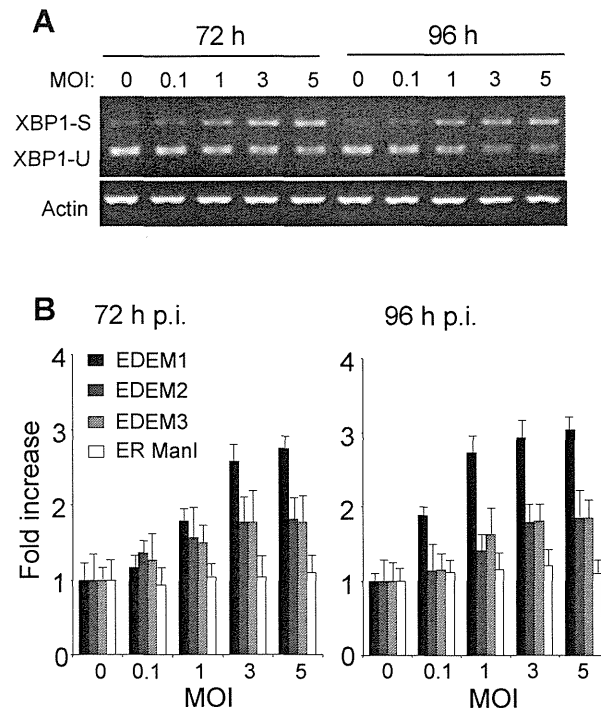 A
72 h 96 h
MOI: 0 0.1 1 3 5 0 0.1 1 3 5
XBP1-S
XBP1-U
Actin
B
72 h p.i. 96 h p.i.
EDEM1
EDEM2
EDEM3
ER ManI
Fold increase
4
3
2
1
0
0 0.1 1 3 5
MOI
4
3
2
1
0
0 0.1 1 3 5
MOI